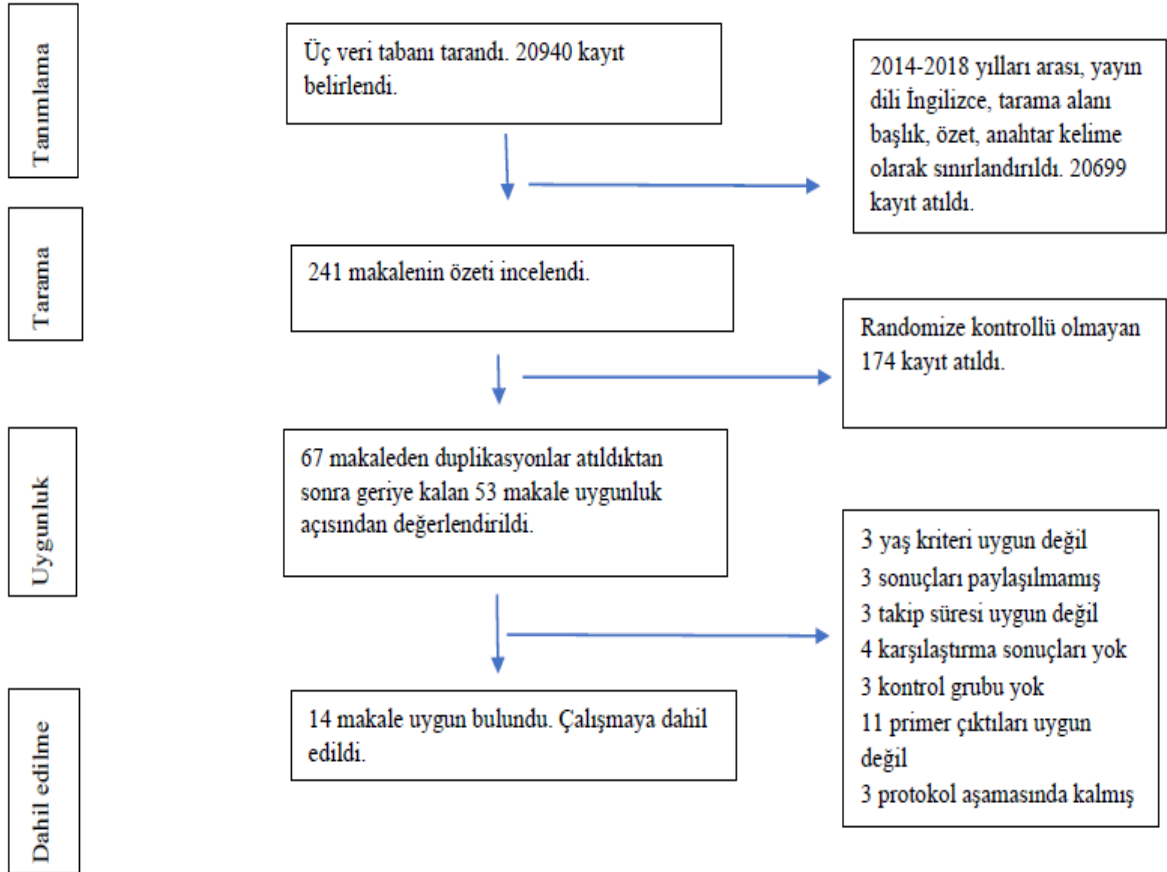 Tanımlama
Üç veri tabanı tarandı. 20940 kayıt
belirlendi.
2014-2018 yılları arası, yayın
dili İngilizce, tarama alanı
başlık, özet, anahtar kelime
olarak sınırlandırıldı. 20699
kayıt atıldı.
Tarama
241 makalenin özeti incelendi.
Randomize kontrollü olmayan
174 kayıt atıldı.
Uygunluk
67 makaleden duplikasyonlar atıldıktan
sonra geriye kalan 53 makale uygunluk
açısından değerlendirildi.
3 yaş kriteri uygun değil
3 sonuçları paylaşılmamış
3 takip süresi uygun değil
4 karşılaştırma sonuçları yok
3 kontrol grubu yok
11 primer çıktıları uygun
değil
3 protokol aşamasında kalmış
Dahil edilme
14 makale uygun bulundu. Çalışmaya dahil
edildi.